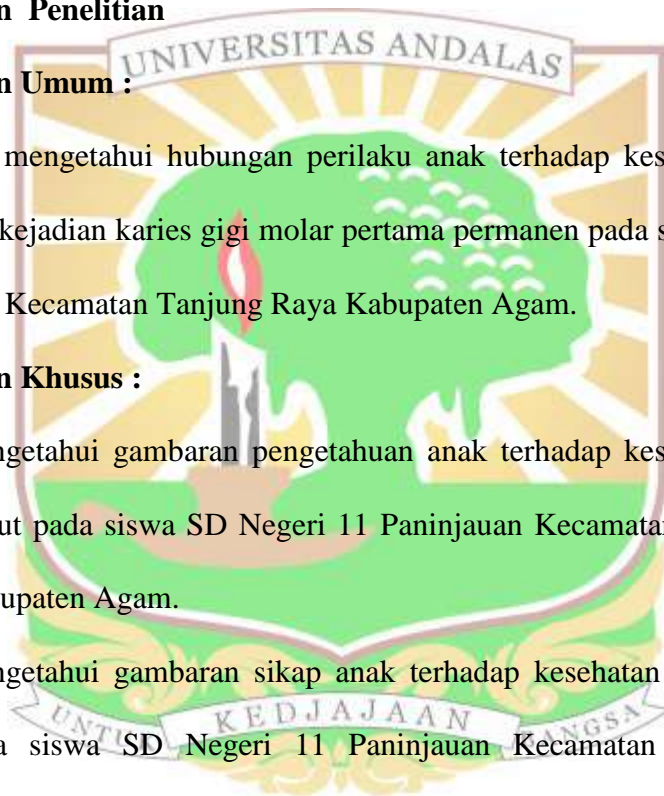 n Penelitian
UNIVERSITAS ANDALAS
n Umum :
mengetahui hubungan perilaku anak terhadap kes
kejadian karies gigi molar pertama permanen pada s
Kecamatan Tanjung Raya Kabupaten Agam.
n Khusus :
ngetahui gambaran pengetahuan anak terhadap kes
ut pada siswa SD Negeri 11 Paninjauan Kecamatan
upaten Agam.
ngetahui gambaran sikap anak terhadap kesehatan
UNTUK KEDJAJAAN BANGSA
a siswa SD Negeri 11 Paninjauan Kecamatan